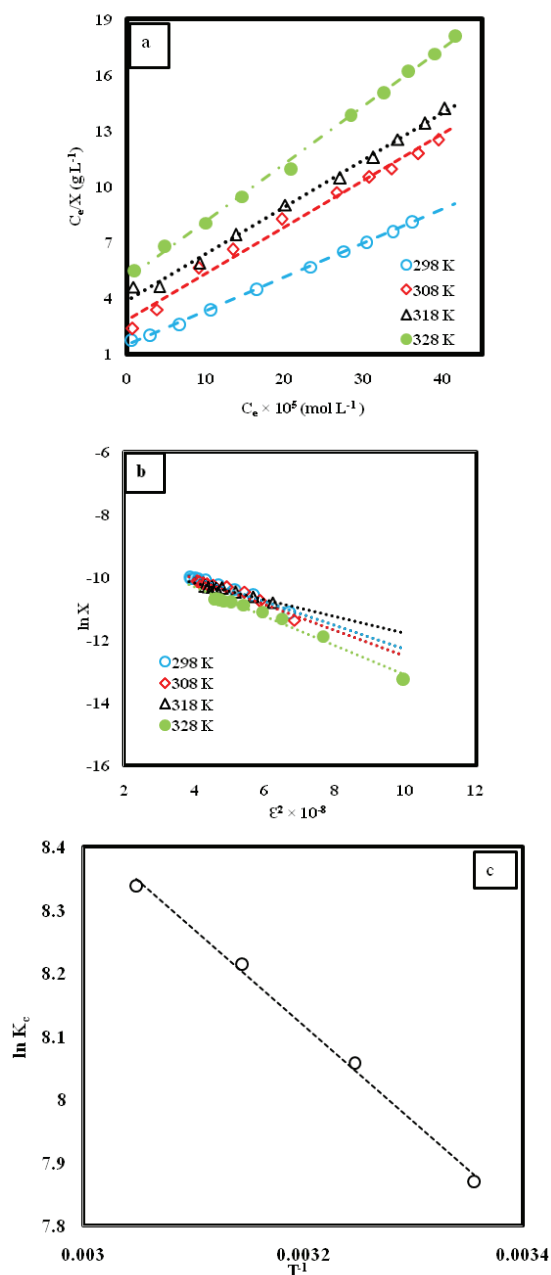 a
19
16
13
10
7
4
1
Cₑ/X (g L⁻¹)
298 K
308 K
318 K
328 K
0 10 20 30 40
Cₑ × 10⁵ (mol L⁻¹)
b
-6
-8
-10
-12
-14
-16
ln X
298 K
308 K
318 K
328 K
2 4 6 8 10 12
Ɛ² × 10⁻⁸
c
8.4
8.3
8.2
8.1
8
7.9
7.8
ln K꜀
0.003 0.0032 0.0034
T⁻¹